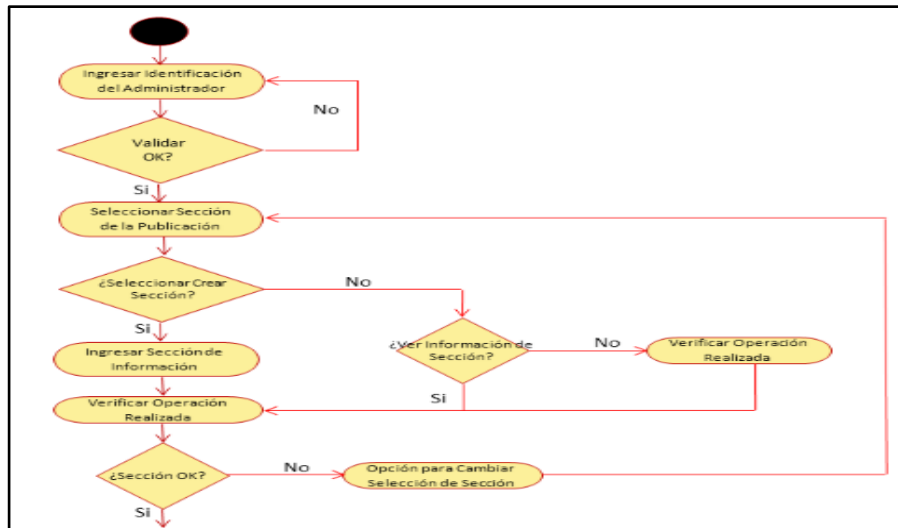 Ingresar Identificación
del Administrador
No
Validar
OK?
Si
Seleccionar Sección
de la Publicación
¿Seleccionar Crear
Sección?
No
Si
¿Ver Información de
Sección?
No
Verificar Operación
Realizada
Ingresar Sección de
Información
Si
Verificar Operación
Realizada
¿Sección OK?
No
Opción para Cambiar
Selección de Sección
Si